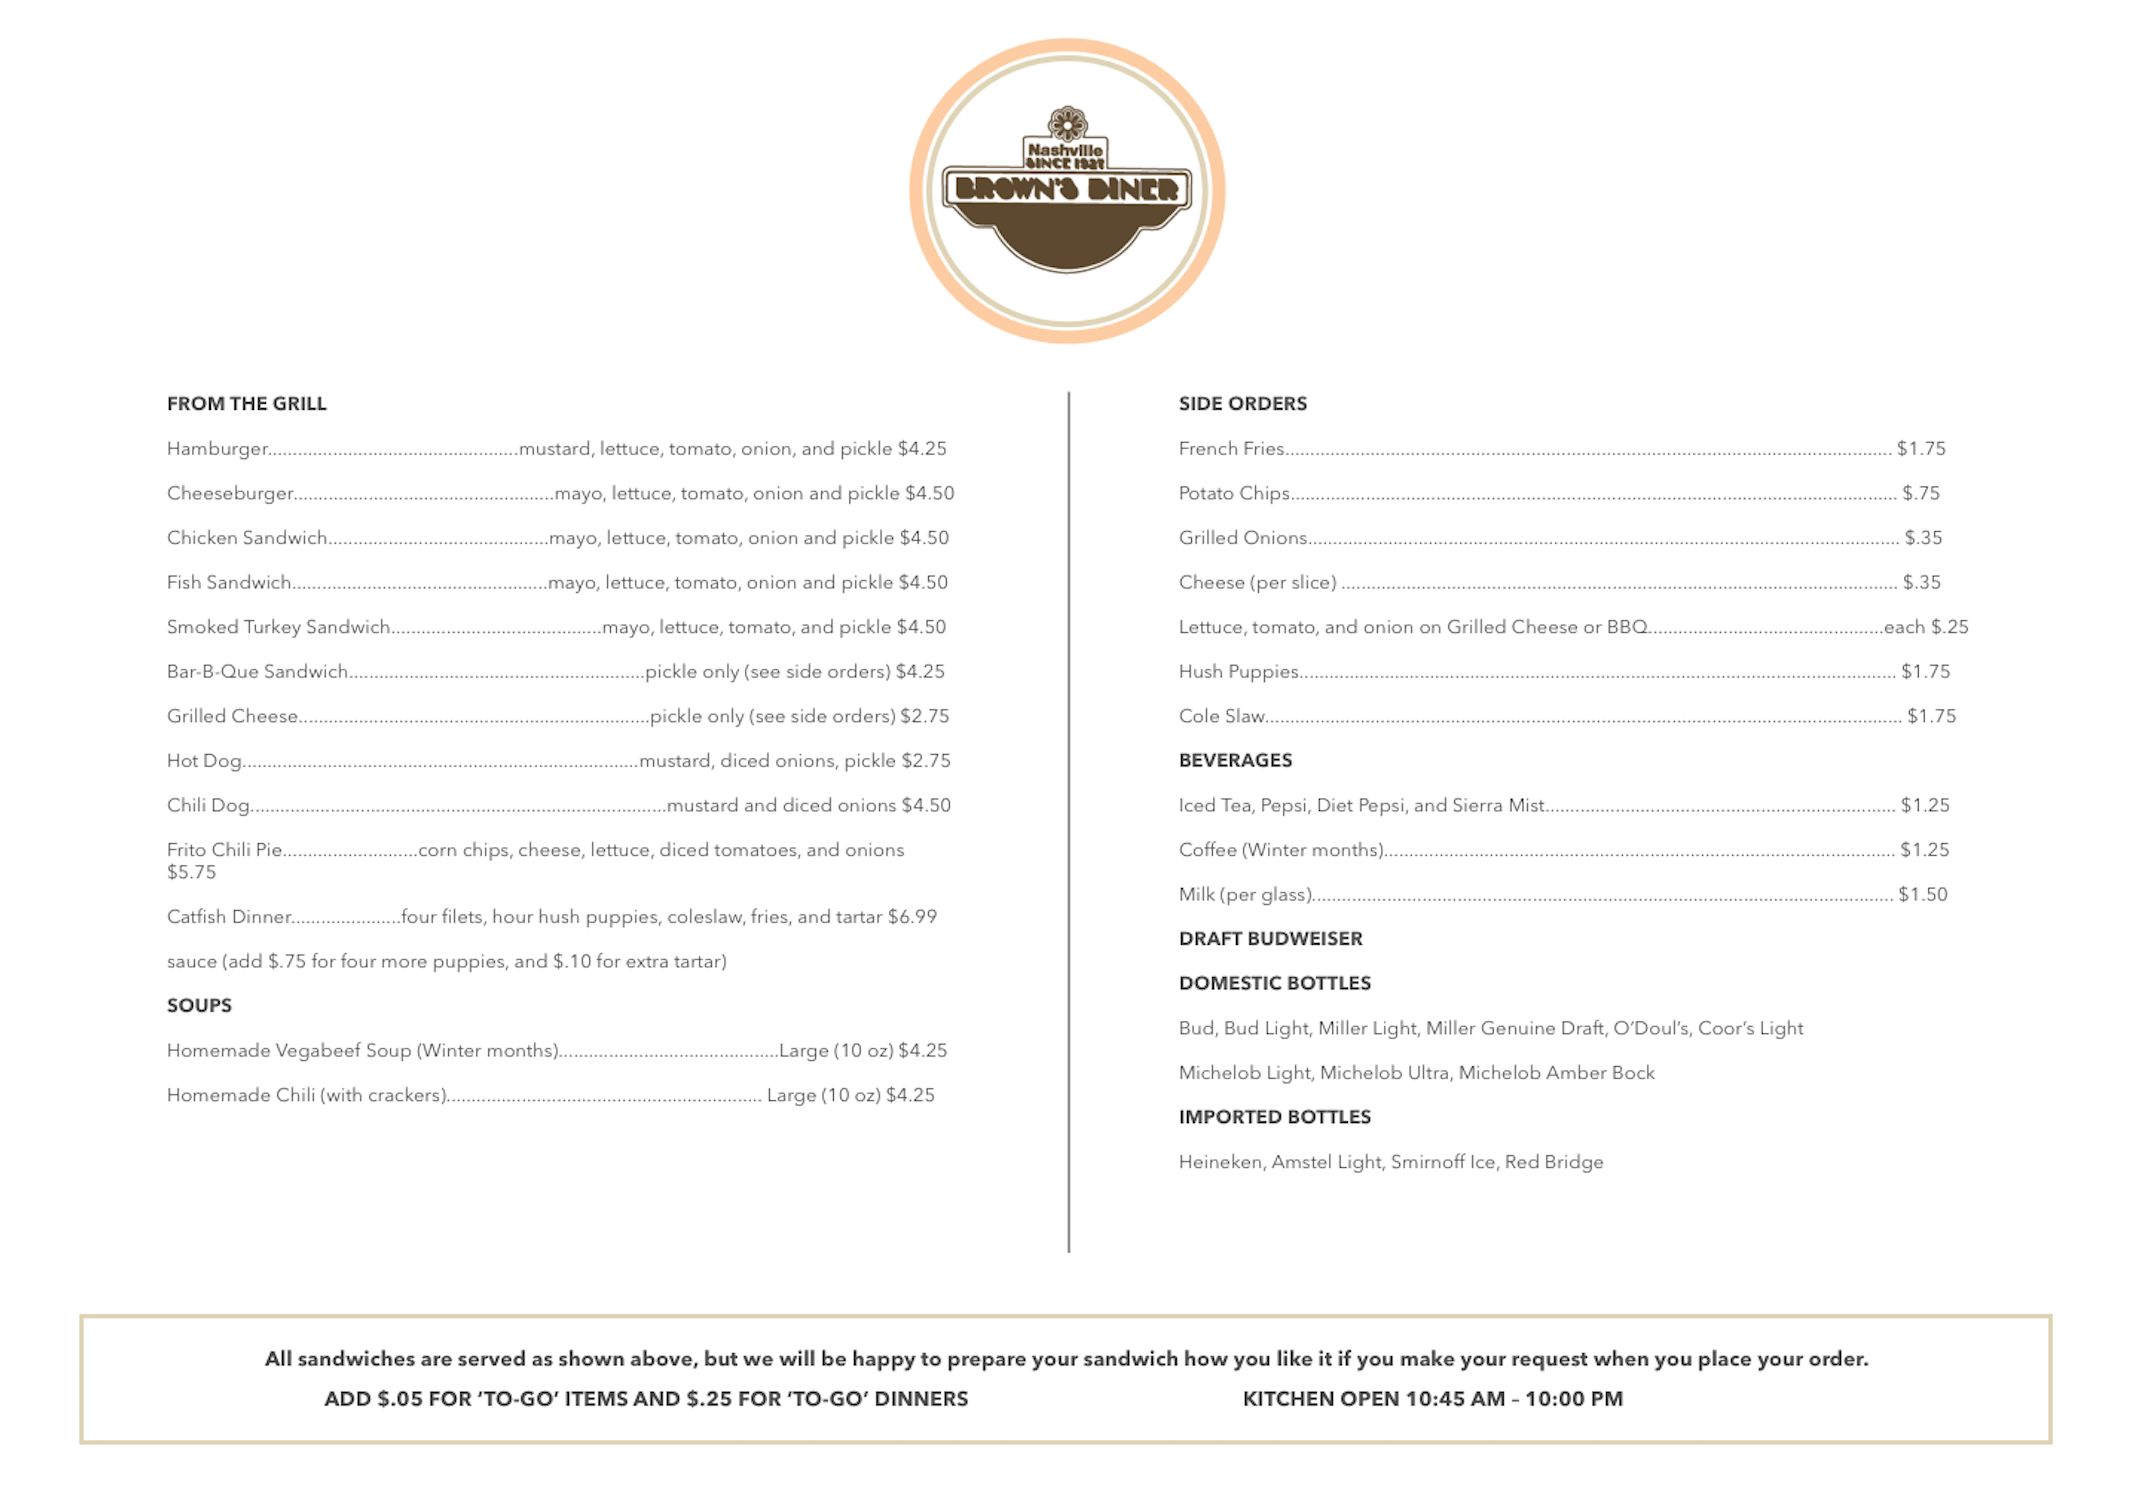 Nashville
SINCE 1927
BROWN'S DINER
FROM THE GRILL
Hamburger..................................................mustard, lettuce, tomato, onion, and pickle $4.25
Cheeseburger....................................................mayo, lettuce, tomato, onion and pickle $4.50
Chicken Sandwich............................................mayo, lettuce, tomato, onion and pickle $4.50
Fish Sandwich...................................................mayo, lettuce, tomato, onion and pickle $4.50
Smoked Turkey Sandwich..........................................mayo, lettuce, tomato, and pickle $4.50
Bar-B-Que Sandwich...........................................................pickle only (see side orders) $4.25
Grilled Cheese......................................................................pickle only (see side orders) $2.75
Hot Dog...............................................................................mustard, diced onions, pickle $2.75
Chili Dog...................................................................................mustard and diced onions $4.50
Frito Chili Pie...........................corn chips, cheese, lettuce, diced tomatoes, and onions
$5.75
Catfish Dinner......................four filets, hour hush puppies, coleslaw, fries, and tartar $6.99
sauce (add $.75 for four more puppies, and $.10 for extra tartar)
SOUPS
Homemade Vegabeef Soup (Winter months)............................................Large (10 oz) $4.25
Homemade Chili (with crackers)............................................................... Large (10 oz) $4.25
SIDE ORDERS
French Fries......................................................................................................................... $1.75
Potato Chips......................................................................................................................... $.75
Grilled Onions...................................................................................................................... $.35
Cheese (per slice) ............................................................................................................... $.35
Lettuce, tomato, and onion on Grilled Cheese or BBQ...............................................each $.25
Hush Puppies....................................................................................................................... $1.75
Cole Slaw............................................................................................................................... $1.75
BEVERAGES
Iced Tea, Pepsi, Diet Pepsi, and Sierra Mist...................................................................... $1.25
Coffee (Winter months)...................................................................................................... $1.25
Milk (per glass).................................................................................................................... $1.50
DRAFT BUDWEISER
DOMESTIC BOTTLES
Bud, Bud Light, Miller Light, Miller Genuine Draft, O’Doul’s, Coor’s Light
Michelob Light, Michelob Ultra, Michelob Amber Bock
IMPORTED BOTTLES
Heineken, Amstel Light, Smirnoff Ice, Red Bridge
All sandwiches are served as shown above, but we will be happy to prepare your sandwich how you like it if you make your request when you place your order.
ADD $.05 FOR ‘TO-GO’ ITEMS AND $.25 FOR ‘TO-GO’ DINNERS KITCHEN OPEN 10:45 AM – 10:00 PM